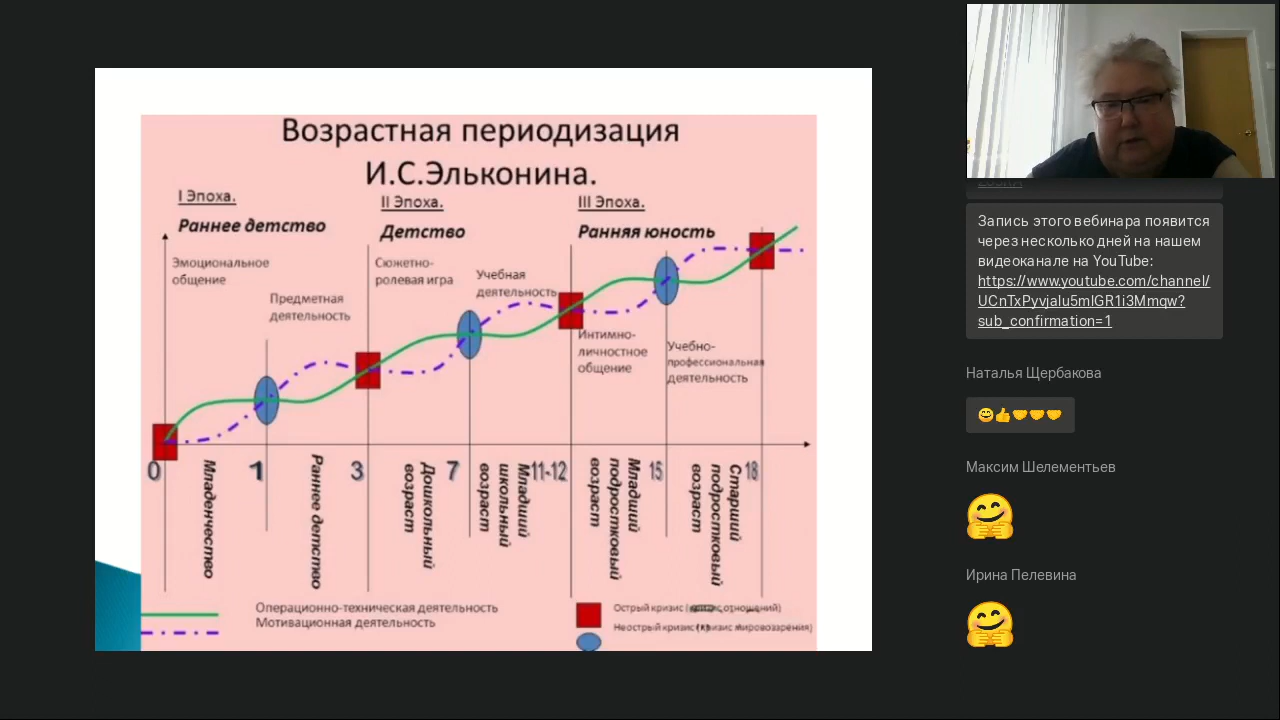 Возрастная периодизация
И.С.Эльконина.
I Эпоха.
Раннее детство
II Эпоха.
Детство
III Эпоха.
Ранняя юность
Эмоциональное
общение
Предметная
деятельность
Сюжетно-
ролевая игра
Учебная
деятельность
Интимно-
личностное
общение
Учебно-
профессиональная
деятельность
0
1
3
7
11-12
15
18
Младенчество
Раннее детство
Дошкольный
возраст
Младший
школьный
возраст
Младший
подростковый
возраст
Старший
подростковый
возраст
Операционно-техническая деятельность
Мотивационная деятельность
Острый кризис ( отношений)
Неострый кризис (кризис мировоззрения)
Запись этого вебинара появится
через несколько дней на нашем
видеоканале на YouTube:
https://www.youtube.com/channel/
UCnTxPyvjalu5mIGR1i3Mmqw?
sub_confirmation=1
Наталья Щербакова
Максим Шелементьев
Ирина Пелевина